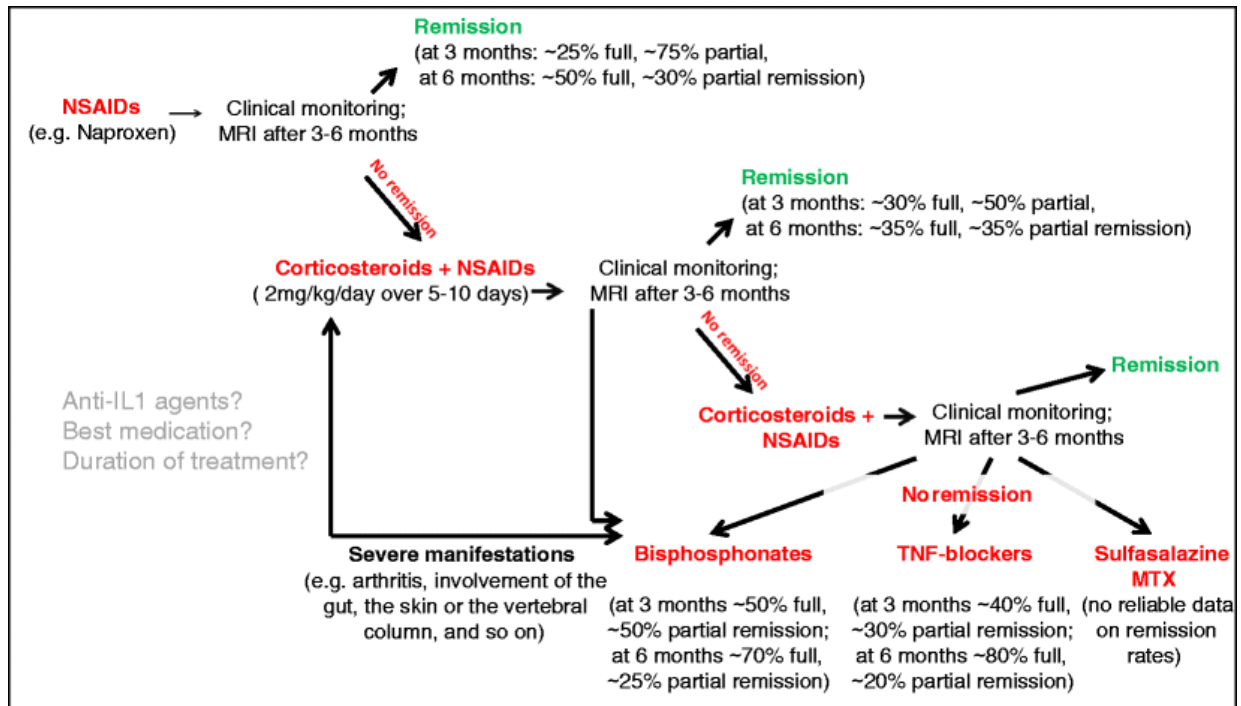 Remission
(at 3 months: ~25% full, ~75% partial,
at 6 months: ~50% full, ~30% partial remission)
NSAIDs
(e.g. Naproxen)
Clinical monitoring;
MRI after 3-6 months
No remission
Remission
(at 3 months: ~30% full, ~50% partial,
at 6 months: ~35% full, ~35% partial remission)
Corticosteroids + NSAIDs
( 2mg/kg/day over 5-10 days)
Clinical monitoring;
MRI after 3-6 months
No remission
Remission
Anti-IL1 agents?
Best medication?
Duration of treatment?
Corticosteroids +
NSAIDs
Clinical monitoring;
MRI after 3-6 months
No remission
Severe manifestations
(e.g. arthritis, involvement of the
gut, the skin or the vertebral
column, and so on)
Bisphosphonates
(at 3 months ~50% full,
~50% partial remission;
at 6 months ~70% full,
~25% partial remission)
TNF-blockers
(at 3 months ~40% full,
~30% partial remission;
at 6 months ~80% full,
~20% partial remission)
Sulfasalazine
MTX
(no reliable data
on remission
rates)